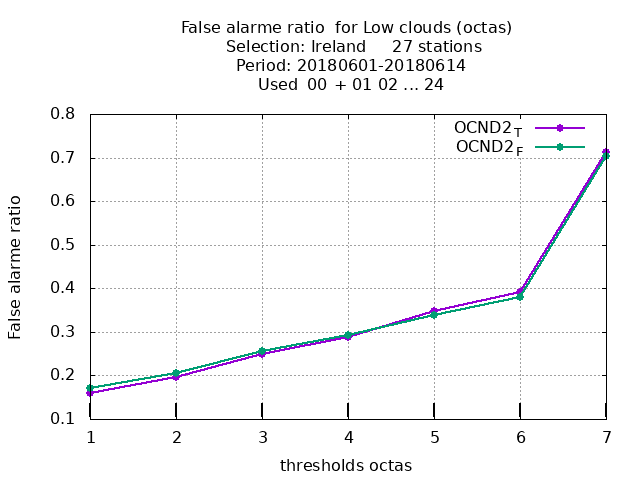 False alarme ratio  for Low clouds (octas)
Selection: Ireland     27 stations
Period: 20180601-20180614
Used  00  + 01 02 ... 24
OCND2_T
OCND2_F
0.8
0.7
0.6
0.5
0.4
0.3
0.2
0.1
False alarme ratio
1 2 3 4 5 6 7
thresholds octas